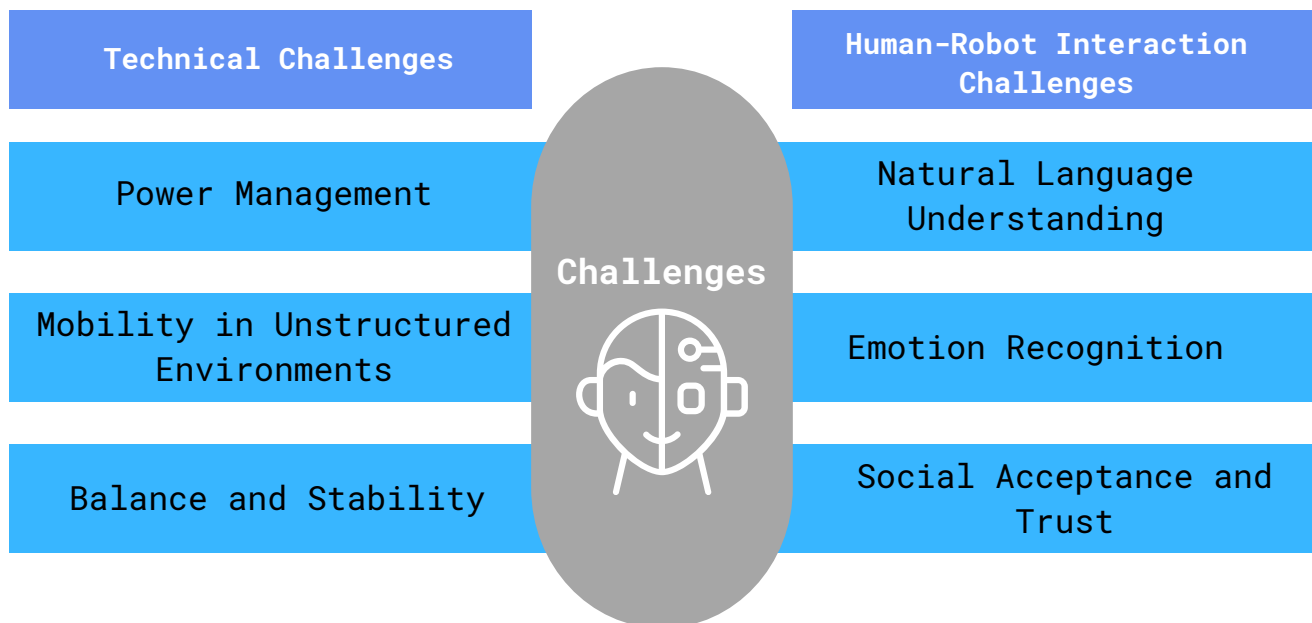 Technical Challenges
Human-Robot Interaction
Challenges
Power Management
Natural Language
Understanding
Challenges
Mobility in Unstructured
Environments
Emotion Recognition
Balance and Stability
Social Acceptance and
Trust